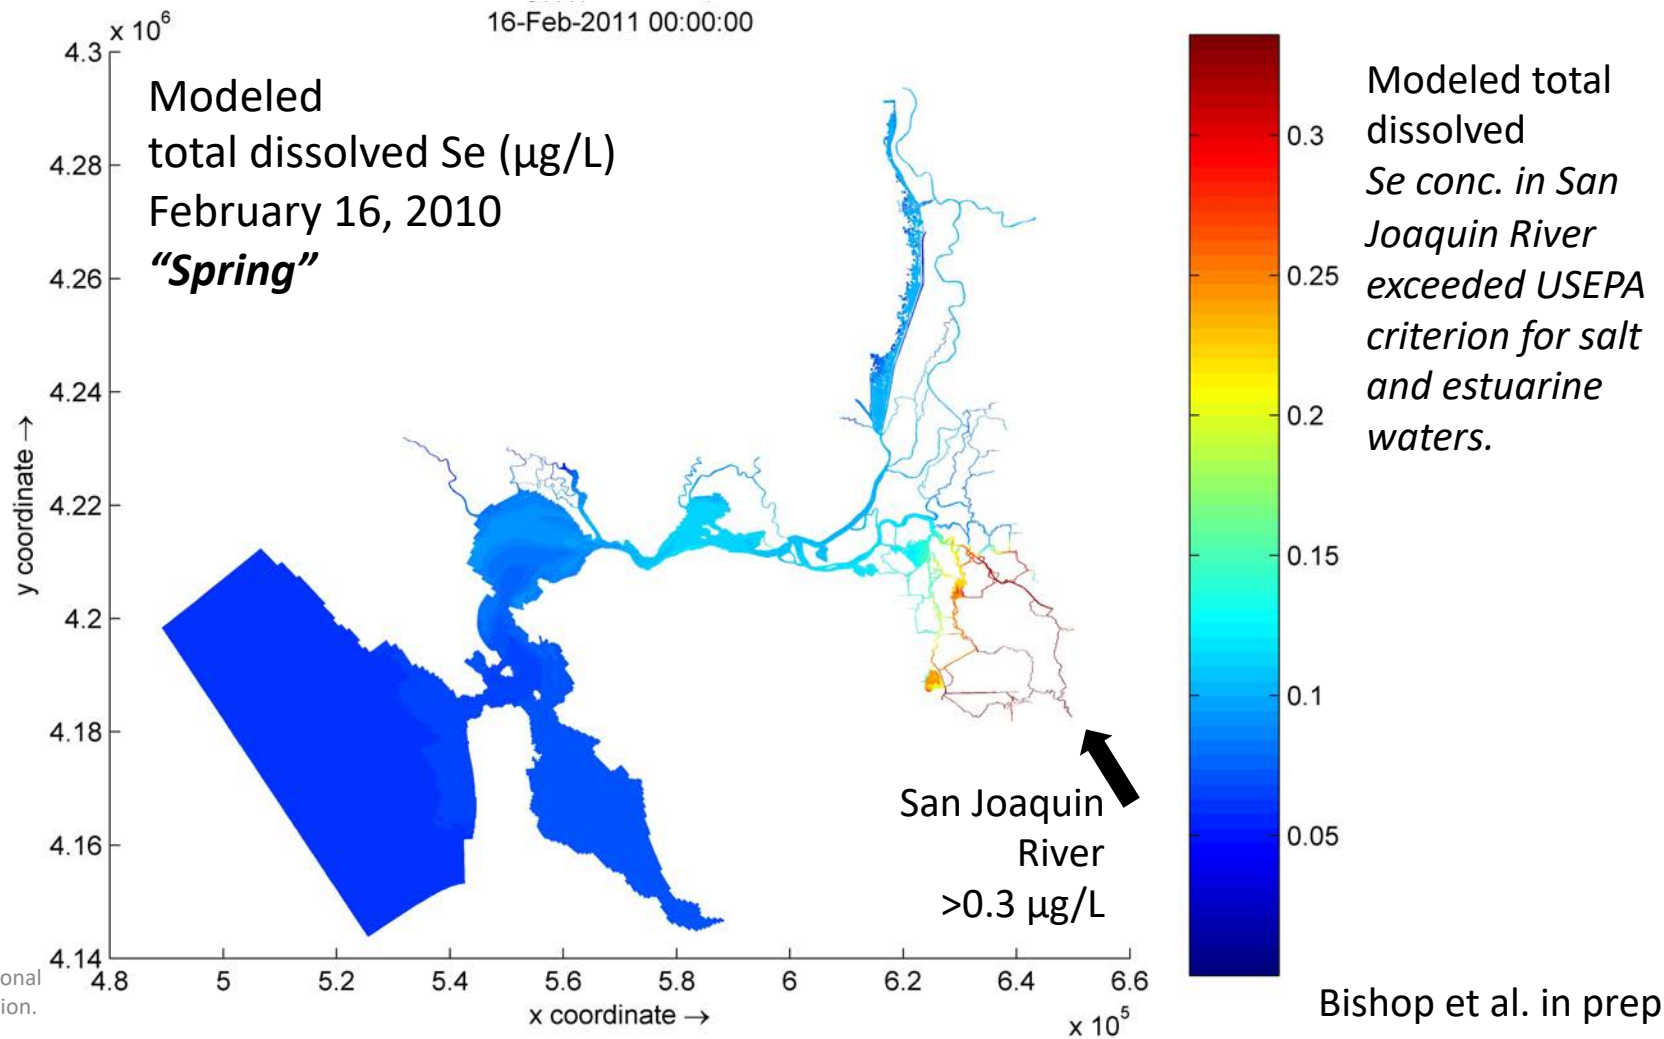 16-Feb-2011 00:00:00
x 10⁶
4.3
4.28
4.26
4.24
4.22
4.2
4.18
4.16
4.14
y coordinate →
Modeled
total dissolved Se (µg/L)
February 16, 2010
“Spring”
San Joaquin
River
>0.3 µg/L
4.8
5
5.2
5.4
5.6
5.8
6
6.2
6.4
6.6
x coordinate →
x 10⁵
0.3
0.25
0.2
0.15
0.1
0.05
Modeled total
dissolved
Se conc. in San
Joaquin River
exceeded USEPA
criterion for salt
and estuarine
waters.
onal
ion.
Bishop et al. in prep